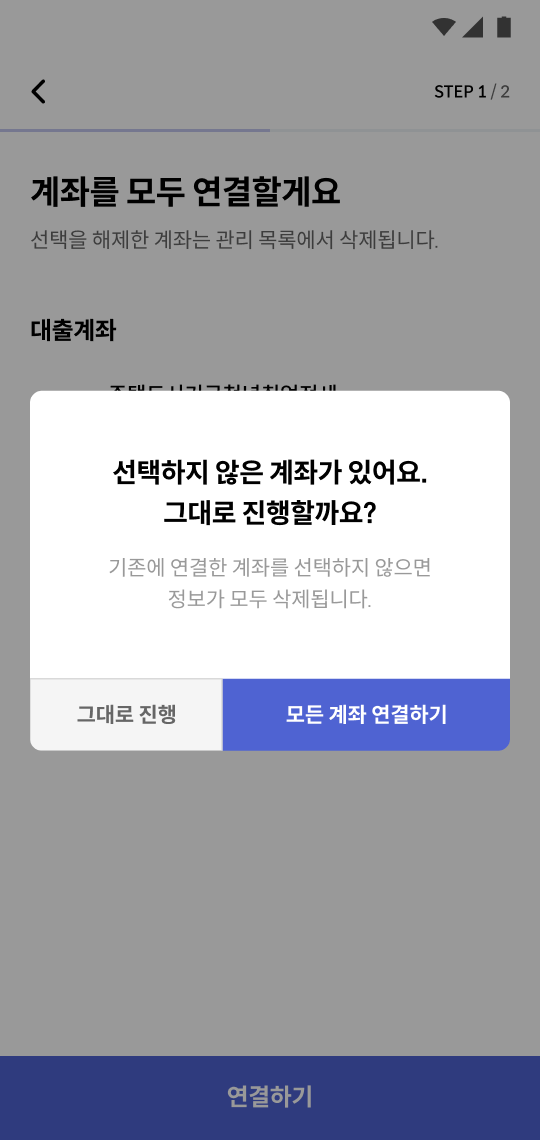 STEP 1 / 2
계좌를 모두 연결할게요
선택을 해제한 계좌는 관리 목록에서 삭제됩니다.
대출계좌
선택하지 않은 계좌가 있어요.
그대로 진행할까요?
기존에 연결한 계좌를 선택하지 않으면
정보가 모두 삭제됩니다.
그대로 진행
모든 계좌 연결하기
연결하기